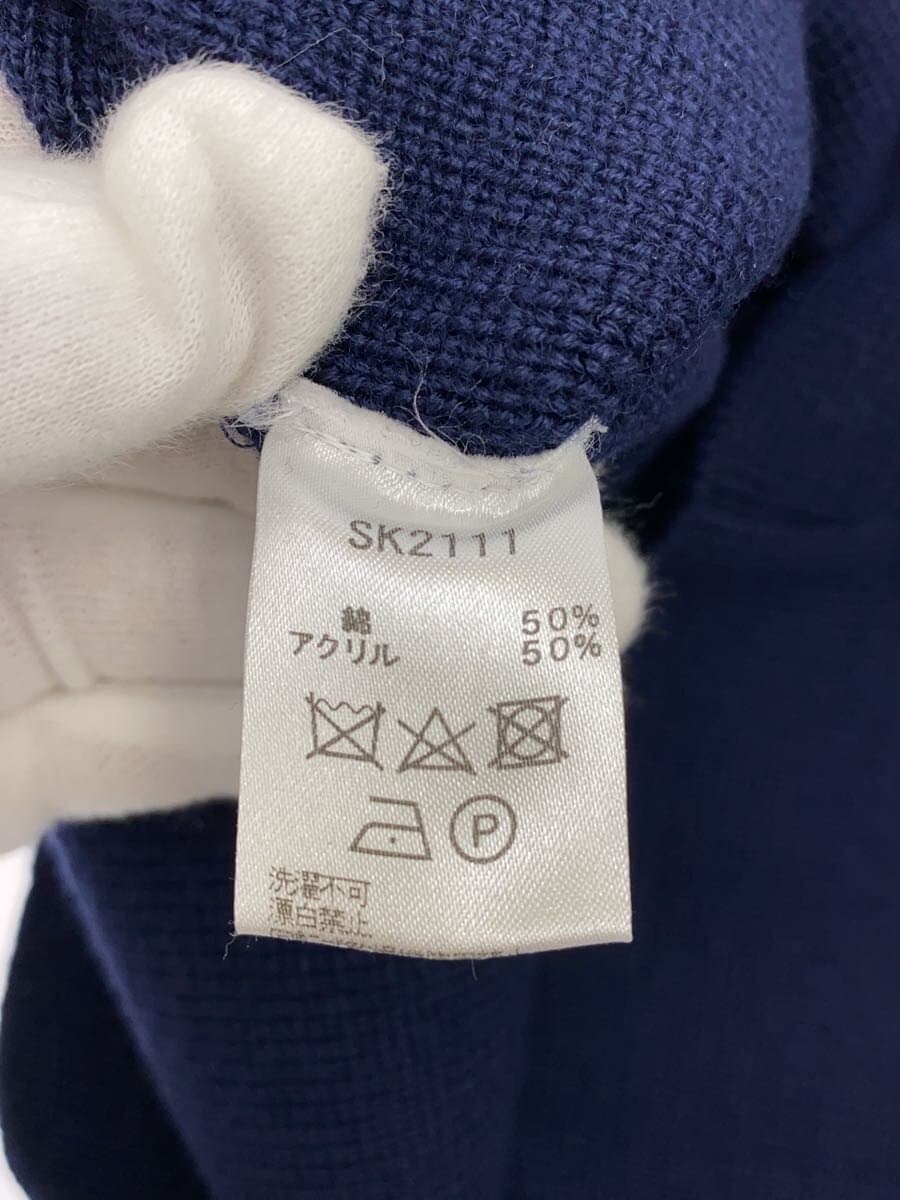 SK2111
綿 50%
アクリル 50%
P
洗濯不可
漂白禁止